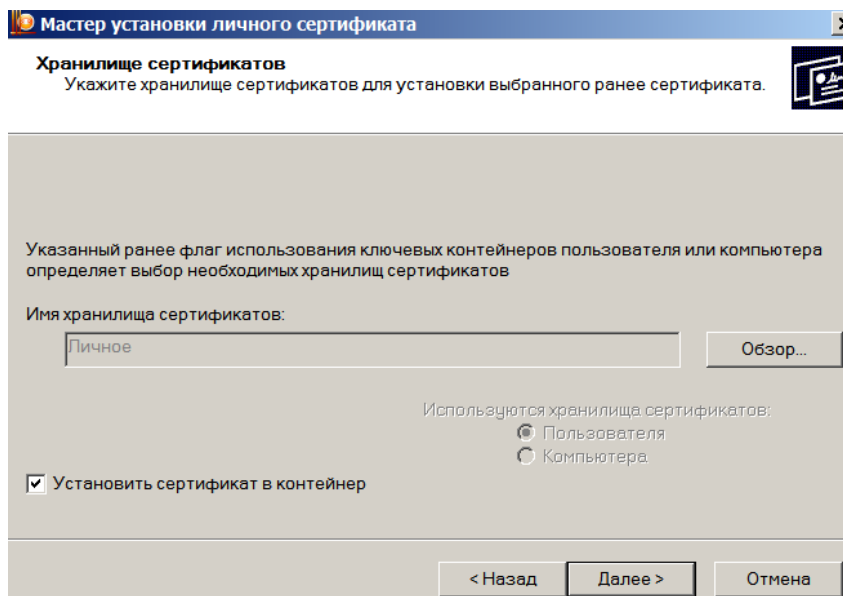 Мастер установки личного сертификата
Хранилище сертификатов
Укажите хранилище сертификатов для установки выбранного ранее сертификата.
Указанный ранее флаг использования ключевых контейнеров пользователя или компьютера
определяет выбор необходимых хранилищ сертификатов
Имя хранилища сертификатов:
Личное
Обзор...
Используются хранилища сертификатов:
Пользователя
Компьютера
Установить сертификат в контейнер
< Назад
Далее >
Отмена